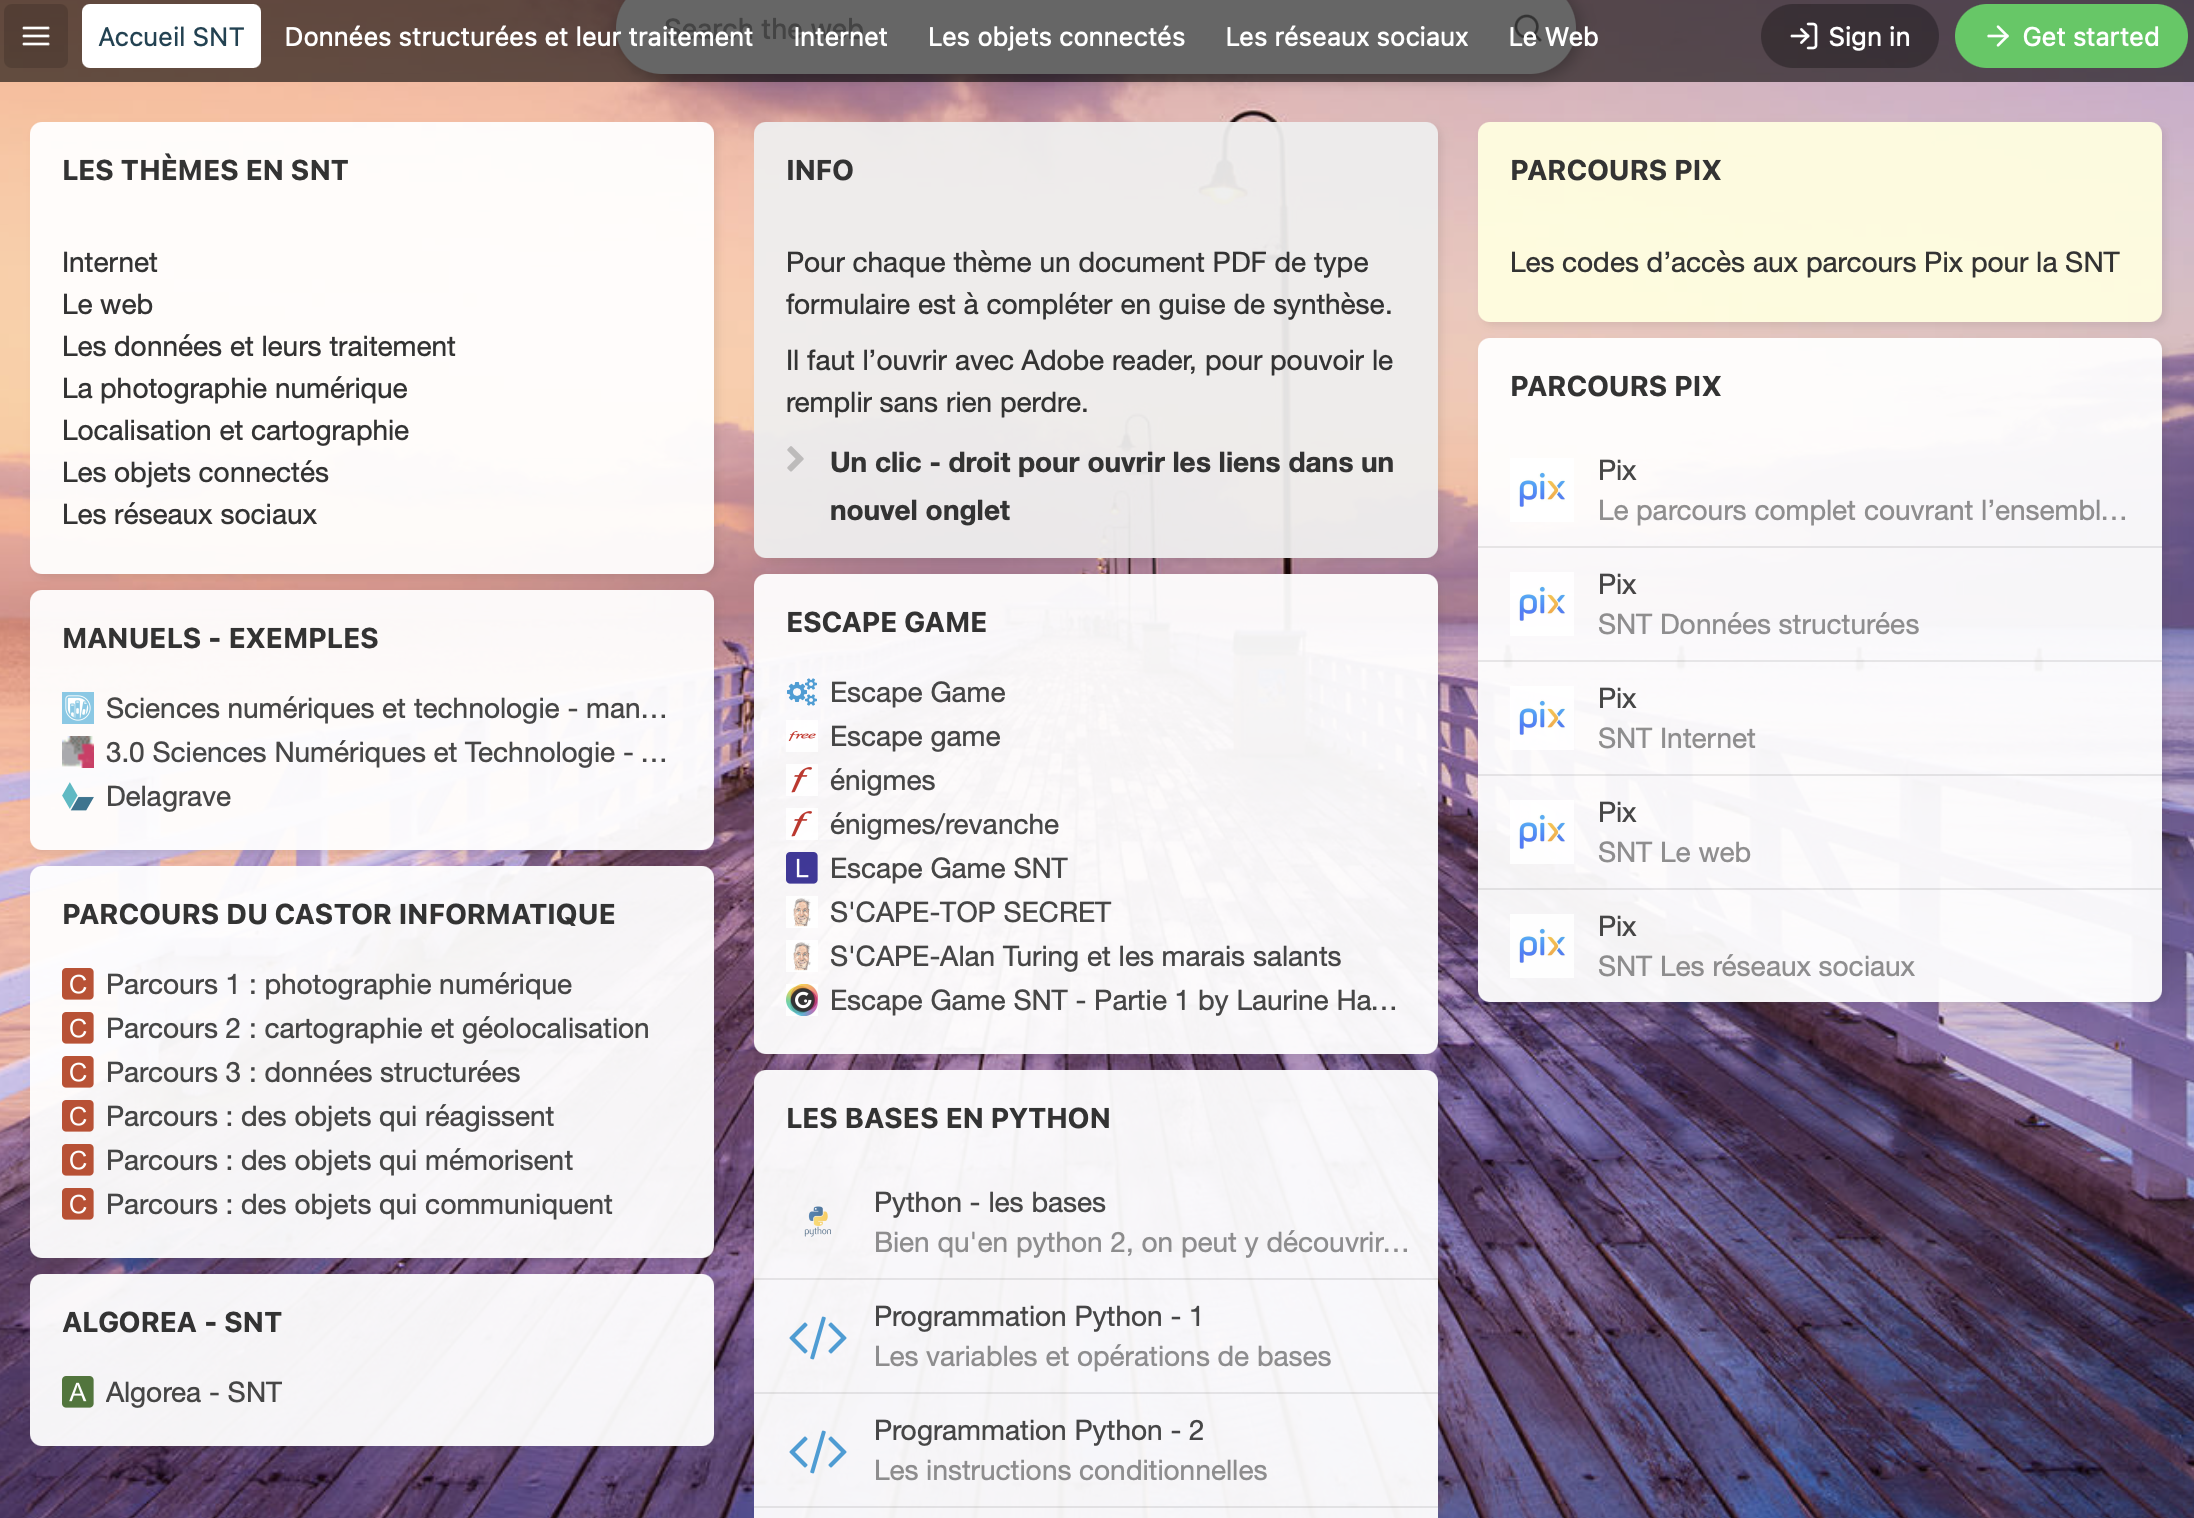 Accueil SNT
Données structurées et leur traitement
Internet
Les objets connectés
Les réseaux sociaux
Le Web
Search the web
Sign in
Get started
LES THÈMES EN SNT
Internet
Le web
Les données et leurs traitement
La photographie numérique
Localisation et cartographie
Les objets connectés
Les réseaux sociaux
MANUELS - EXEMPLES
Sciences numériques et technologie - man...
3.0 Sciences Numériques et Technologie - ...
Delagrave
PARCOURS DU CASTOR INFORMATIQUE
C Parcours 1 : photographie numérique
C Parcours 2 : cartographie et géolocalisation
C Parcours 3 : données structurées
C Parcours : des objets qui réagissent
C Parcours : des objets qui mémorisent
C Parcours : des objets qui communiquent
ALGOREA - SNT
A Algorea - SNT
INFO
Pour chaque thème un document PDF de type
formulaire est à compléter en guise de synthèse.
Il faut l’ouvrir avec Adobe reader, pour pouvoir le
remplir sans rien perdre.
Un clic - droit pour ouvrir les liens dans un
nouvel onglet
ESCAPE GAME
Escape Game
free Escape game
f énigmes
f énigmes/revanche
L Escape Game SNT
S'CAPE-TOP SECRET
S'CAPE-Alan Turing et les marais salants
Escape Game SNT - Partie 1 by Laurine Ha...
LES BASES EN PYTHON
python
Python - les bases
Bien qu'en python 2, on peut y découvrir...
</> Programmation Python - 1
Les variables et opérations de bases
</> Programmation Python - 2
Les instructions conditionnelles
PARCOURS PIX
Les codes d’accès aux parcours Pix pour la SNT
PARCOURS PIX
pix Pix
Le parcours complet couvrant l’ensembl...
pix Pix
SNT Données structurées
pix Pix
SNT Internet
pix Pix
SNT Le web
pix Pix
SNT Les réseaux sociaux